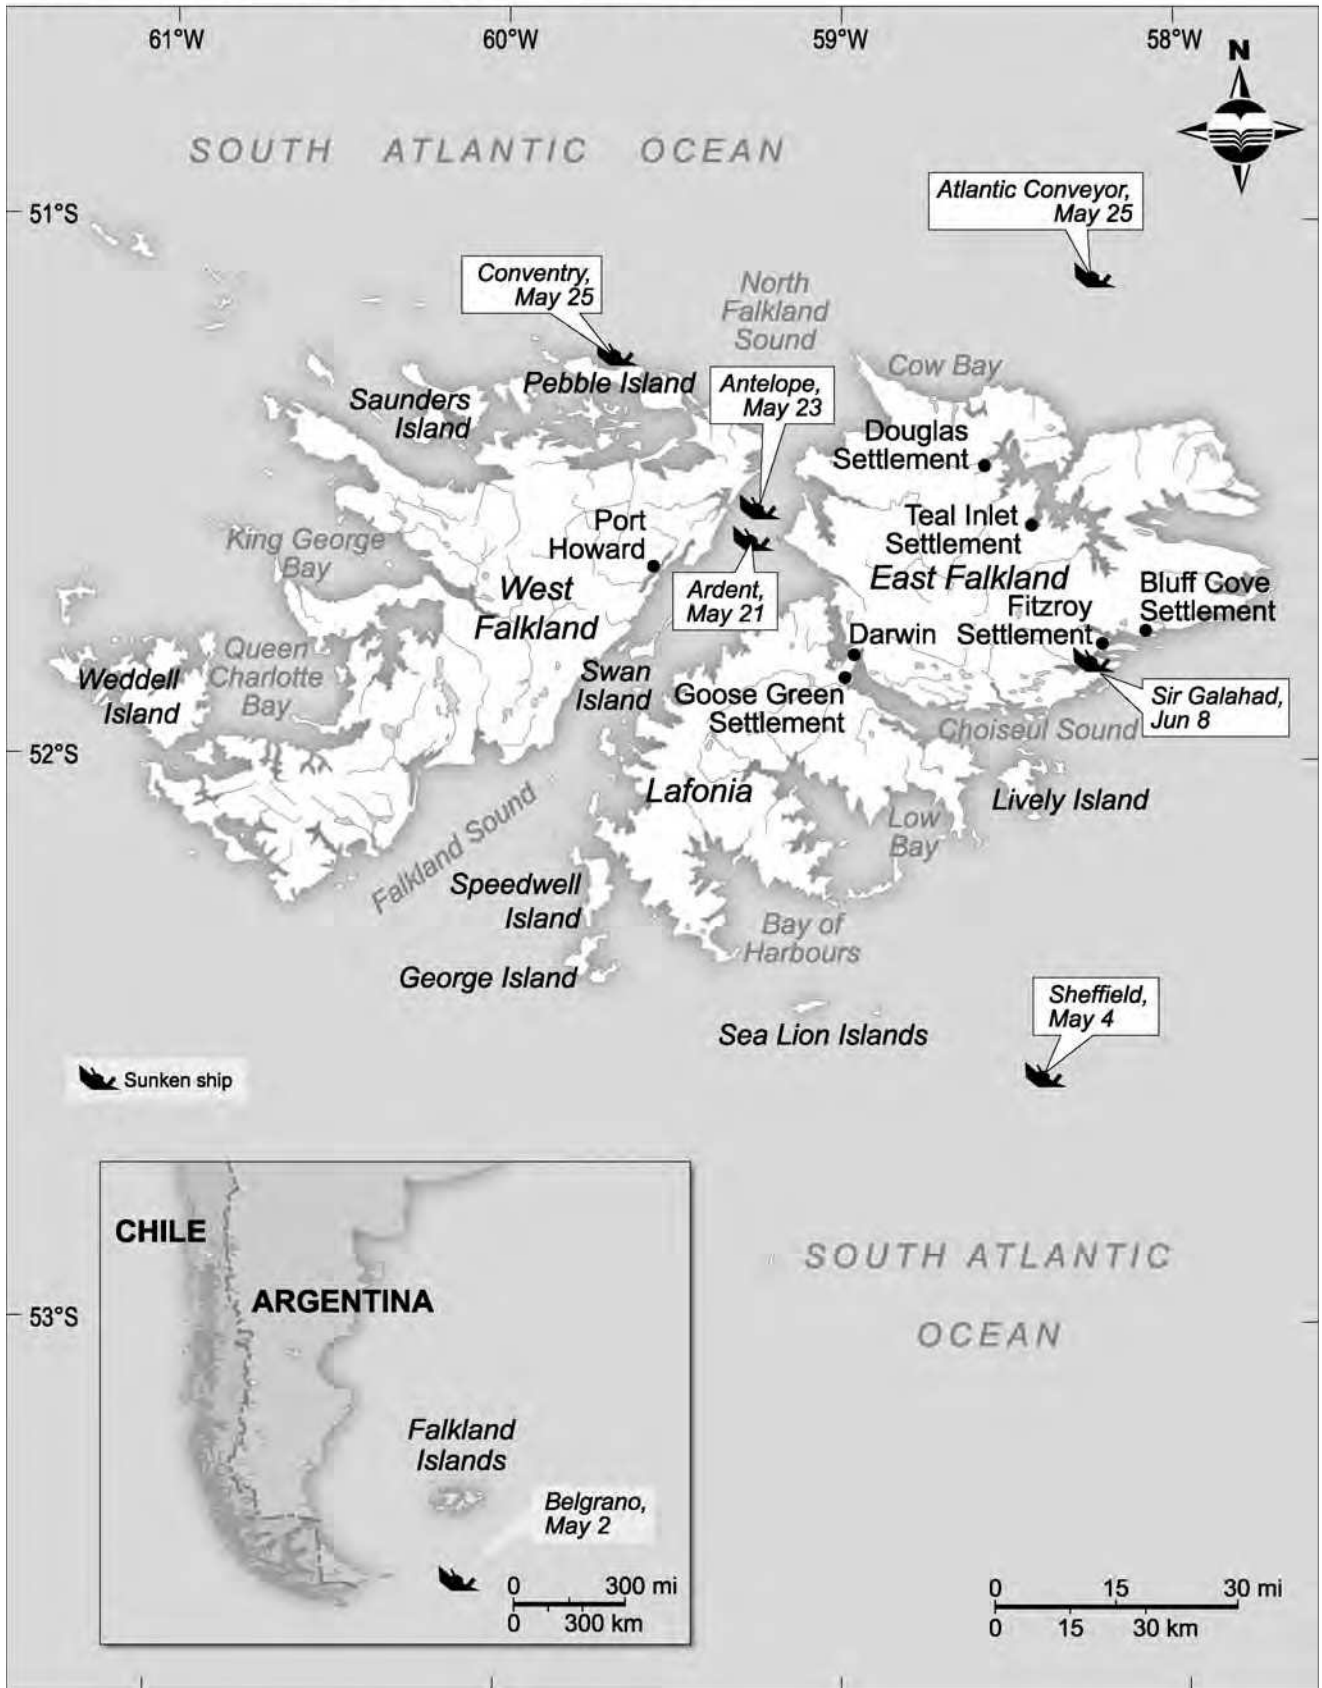 61°W
60°W
59°W
58°W
N
SOUTH ATLANTIC OCEAN
51°S
Atlantic Conveyor,
May 25
Conventry,
May 25
North
Falkland
Sound
Cow Bay
Pebble Island
Antelope,
May 23
Saunders
Island
Douglas
Settlement
Port
Howard
Teal Inlet
Settlement
King George
Bay
West
Falkland
Ardent,
May 21
East Falkland
Bluff Cove
Settlement
Fitzroy
Settlement
Darwin
Queen
Charlotte
Bay
Weddell
Island
Swan
Island
Goose Green
Settlement
Sir Galahad,
Jun 8
Choiseul Sound
52°S
Lafonia
Lively Island
Low
Bay
Falkland Sound
Speedwell
Island
Bay of
Harbours
George Island
Sheffield,
May 4
Sea Lion Islands
Sunken ship
CHILE
ARGENTINA
SOUTH ATLANTIC
OCEAN
53°S
Falkland
Islands
Belgrano,
May 2
0 300 mi
0 300 km
0 15 30 mi
0 15 30 km